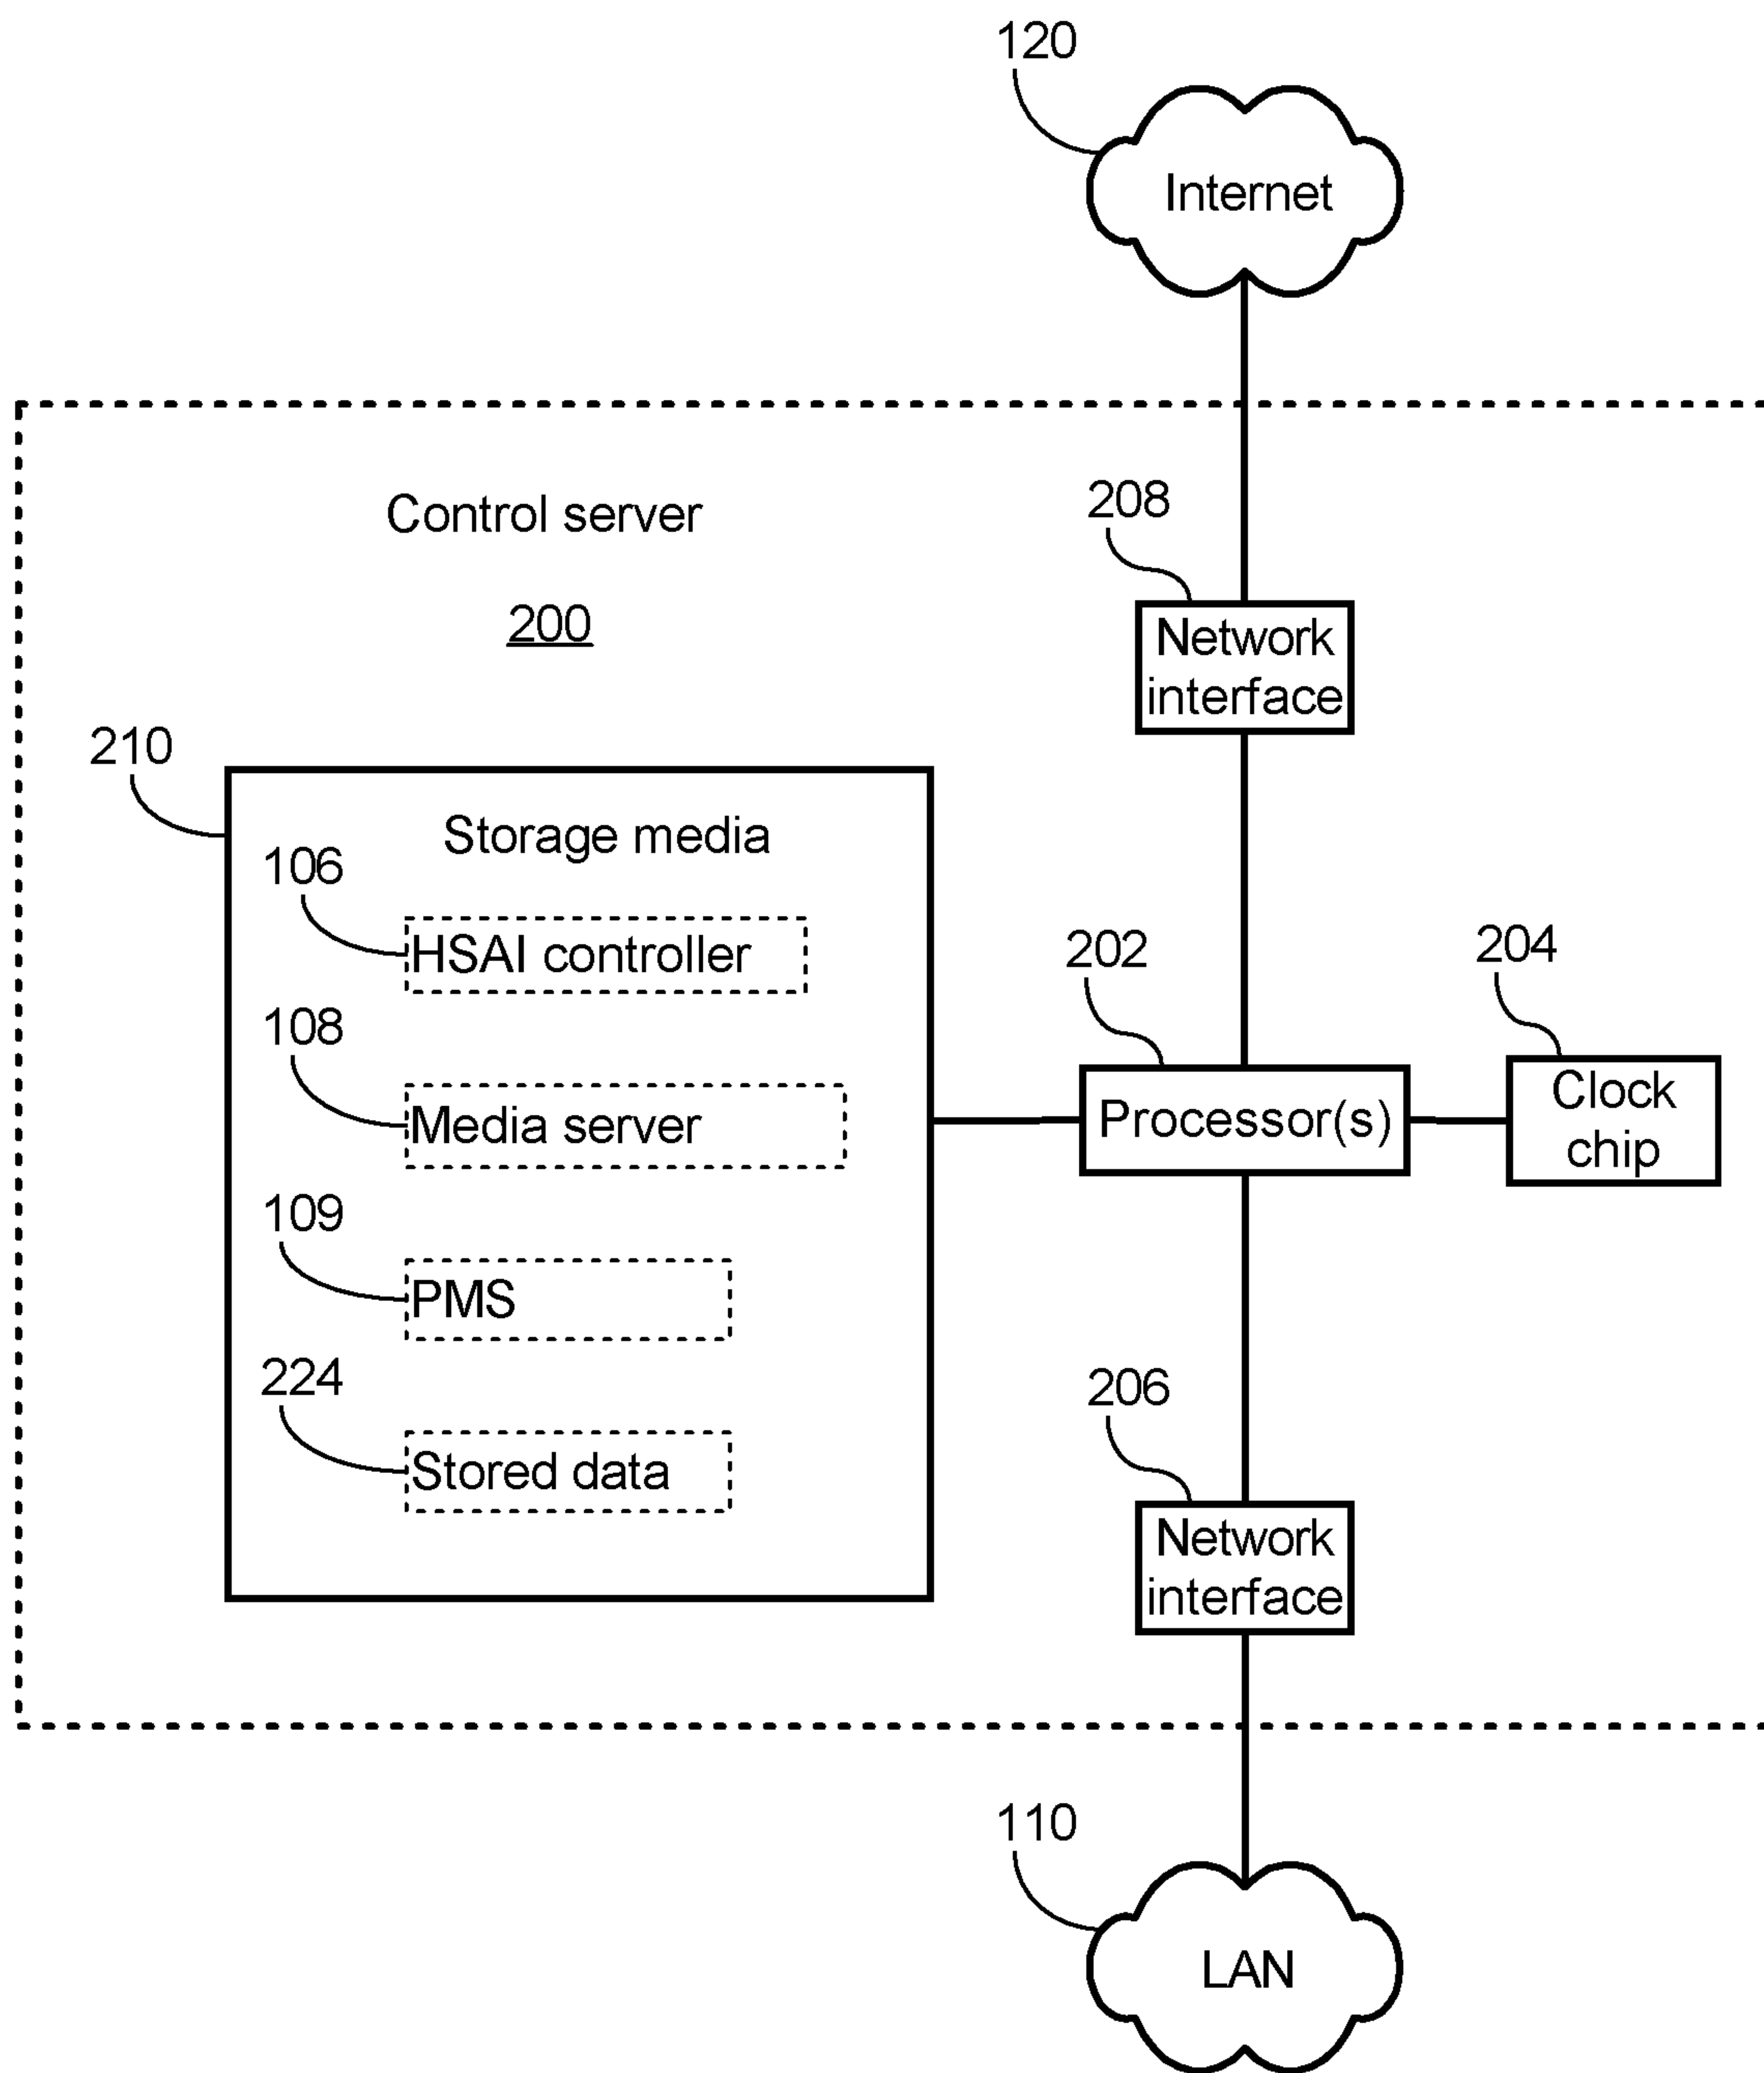 120
Internet
Control server
200
208
Network
interface
210
Storage media
106
HSAI controller
108
Media server
109
PMS
224
Stored data
202
Processor(s)
204
Clock
chip
206
Network
interface
110
LAN